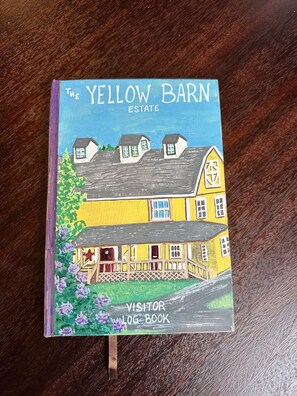 THE YELLOW BARN
ESTATE
VISITOR
LOG BOOK